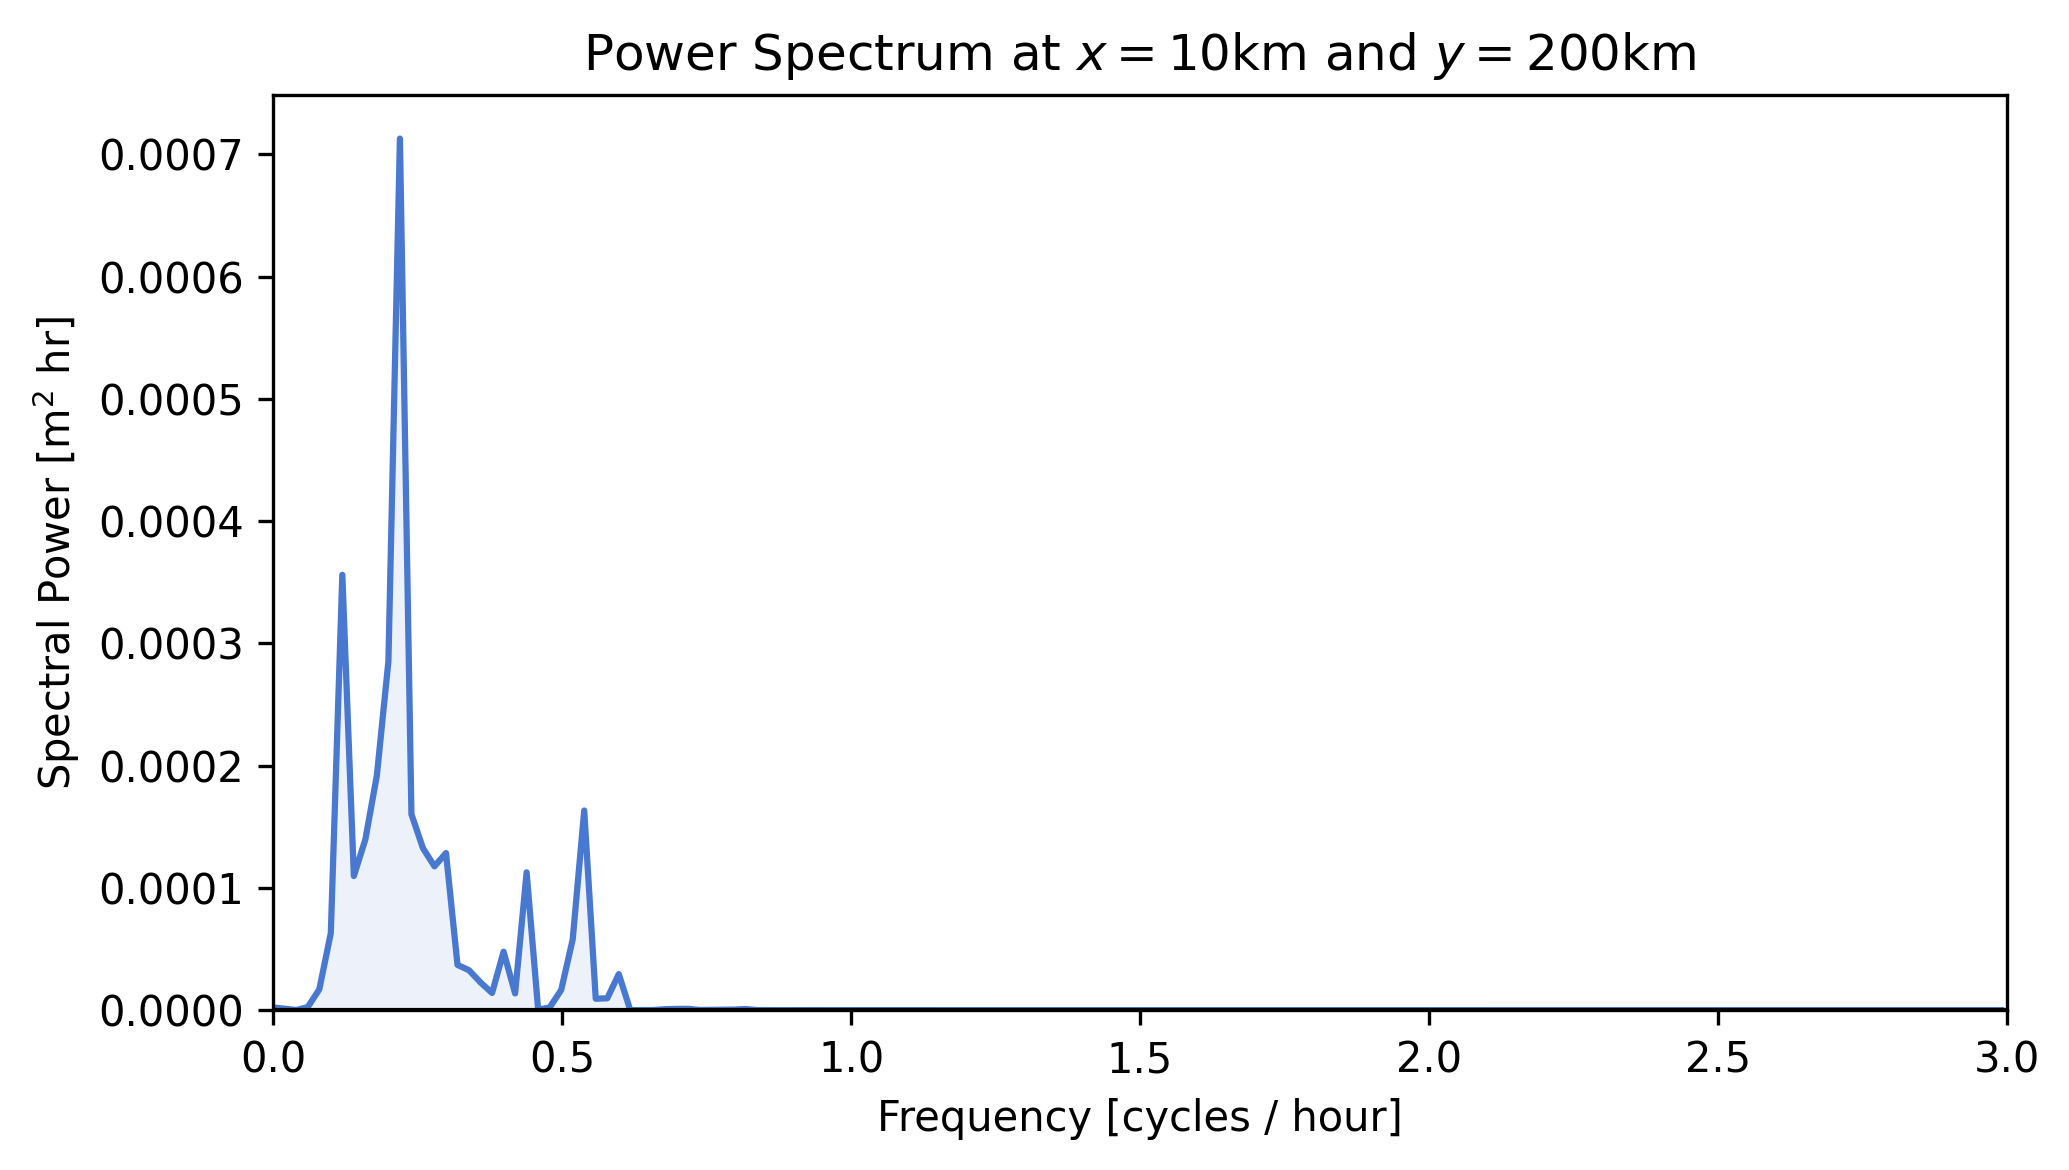 Power Spectrum at x = 10km and y = 200km
Spectral Power [m² hr]
0.0007
0.0006
0.0005
0.0004
0.0003
0.0002
0.0001
0.0000
0.0 0.5 1.0 1.5 2.0 2.5 3.0
Frequency [cycles / hour]